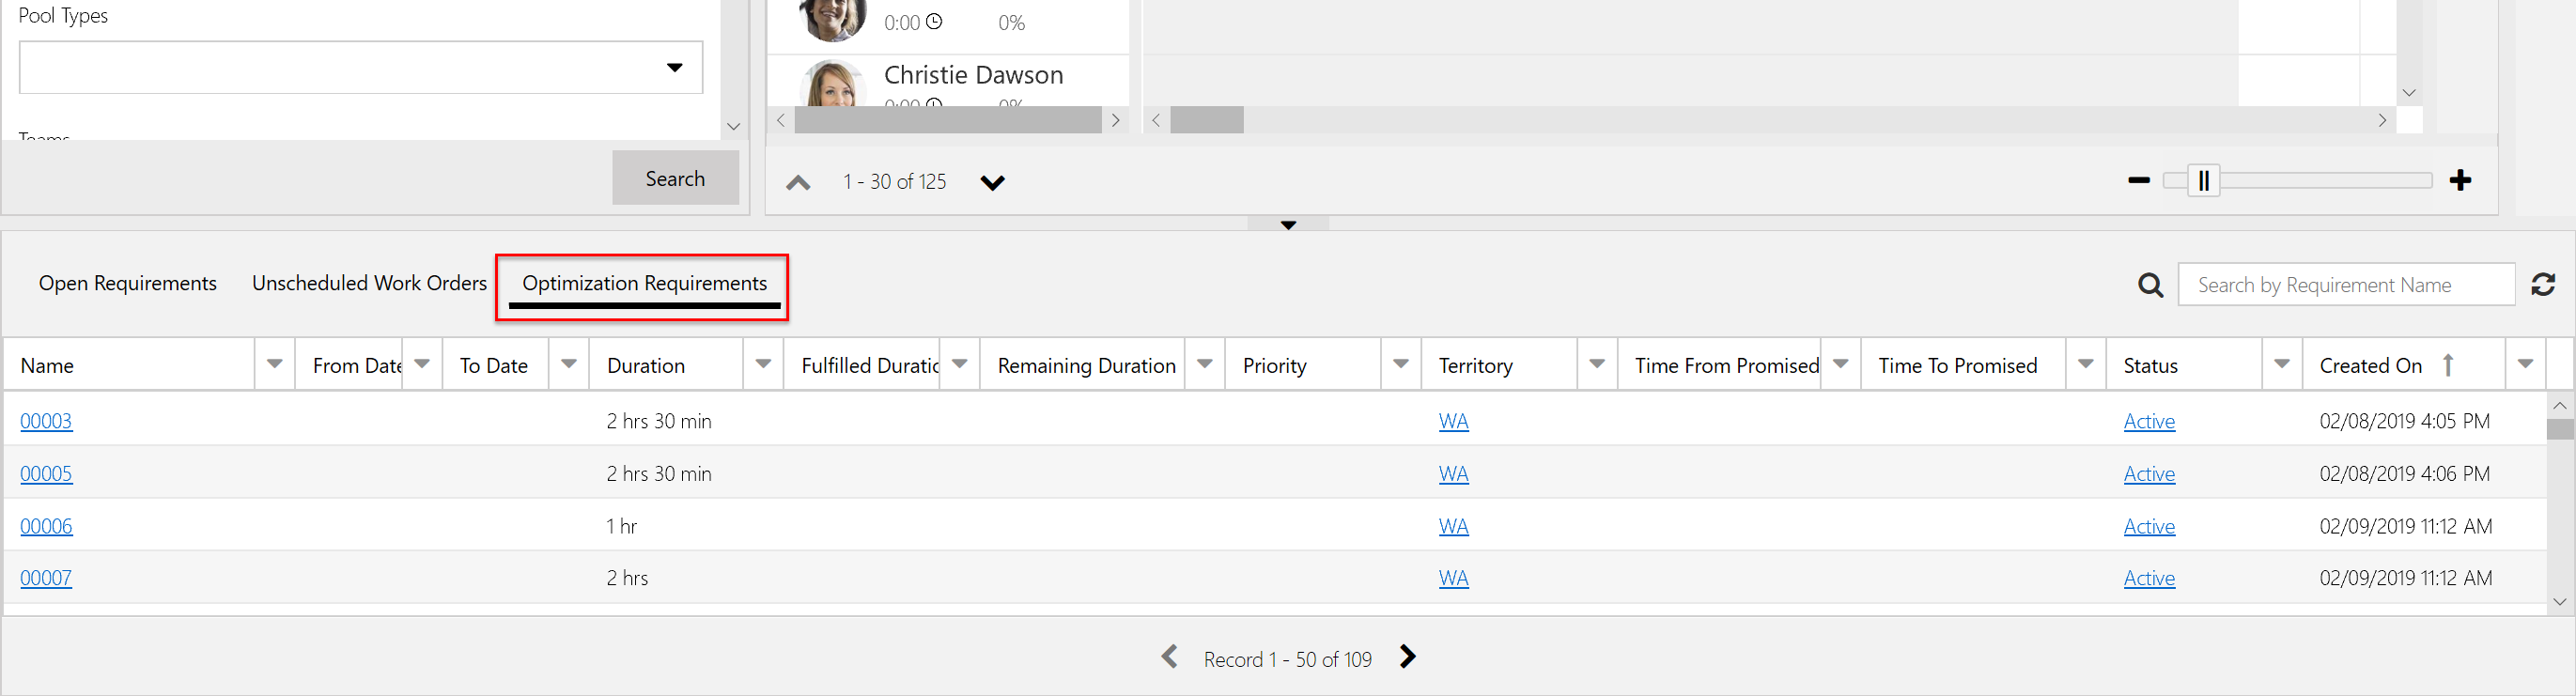 Pool Types
Teams
Search
0:00 0%
Christie Dawson
0:00 0%
1 - 30 of 125
Open Requirements Unscheduled Work Orders Optimization Requirements Search by Requirement Name
Name From Date To Date Duration Fulfilled Duratic Remaining Duration Priority Territory Time From Promised Time To Promised Status Created On
00003 2 hrs 30 min WA Active 02/08/2019 4:05 PM
00005 2 hrs 30 min WA Active 02/08/2019 4:06 PM
00006 1 hr WA Active 02/09/2019 11:12 AM
00007 2 hrs WA Active 02/09/2019 11:12 AM
Record 1 - 50 of 109